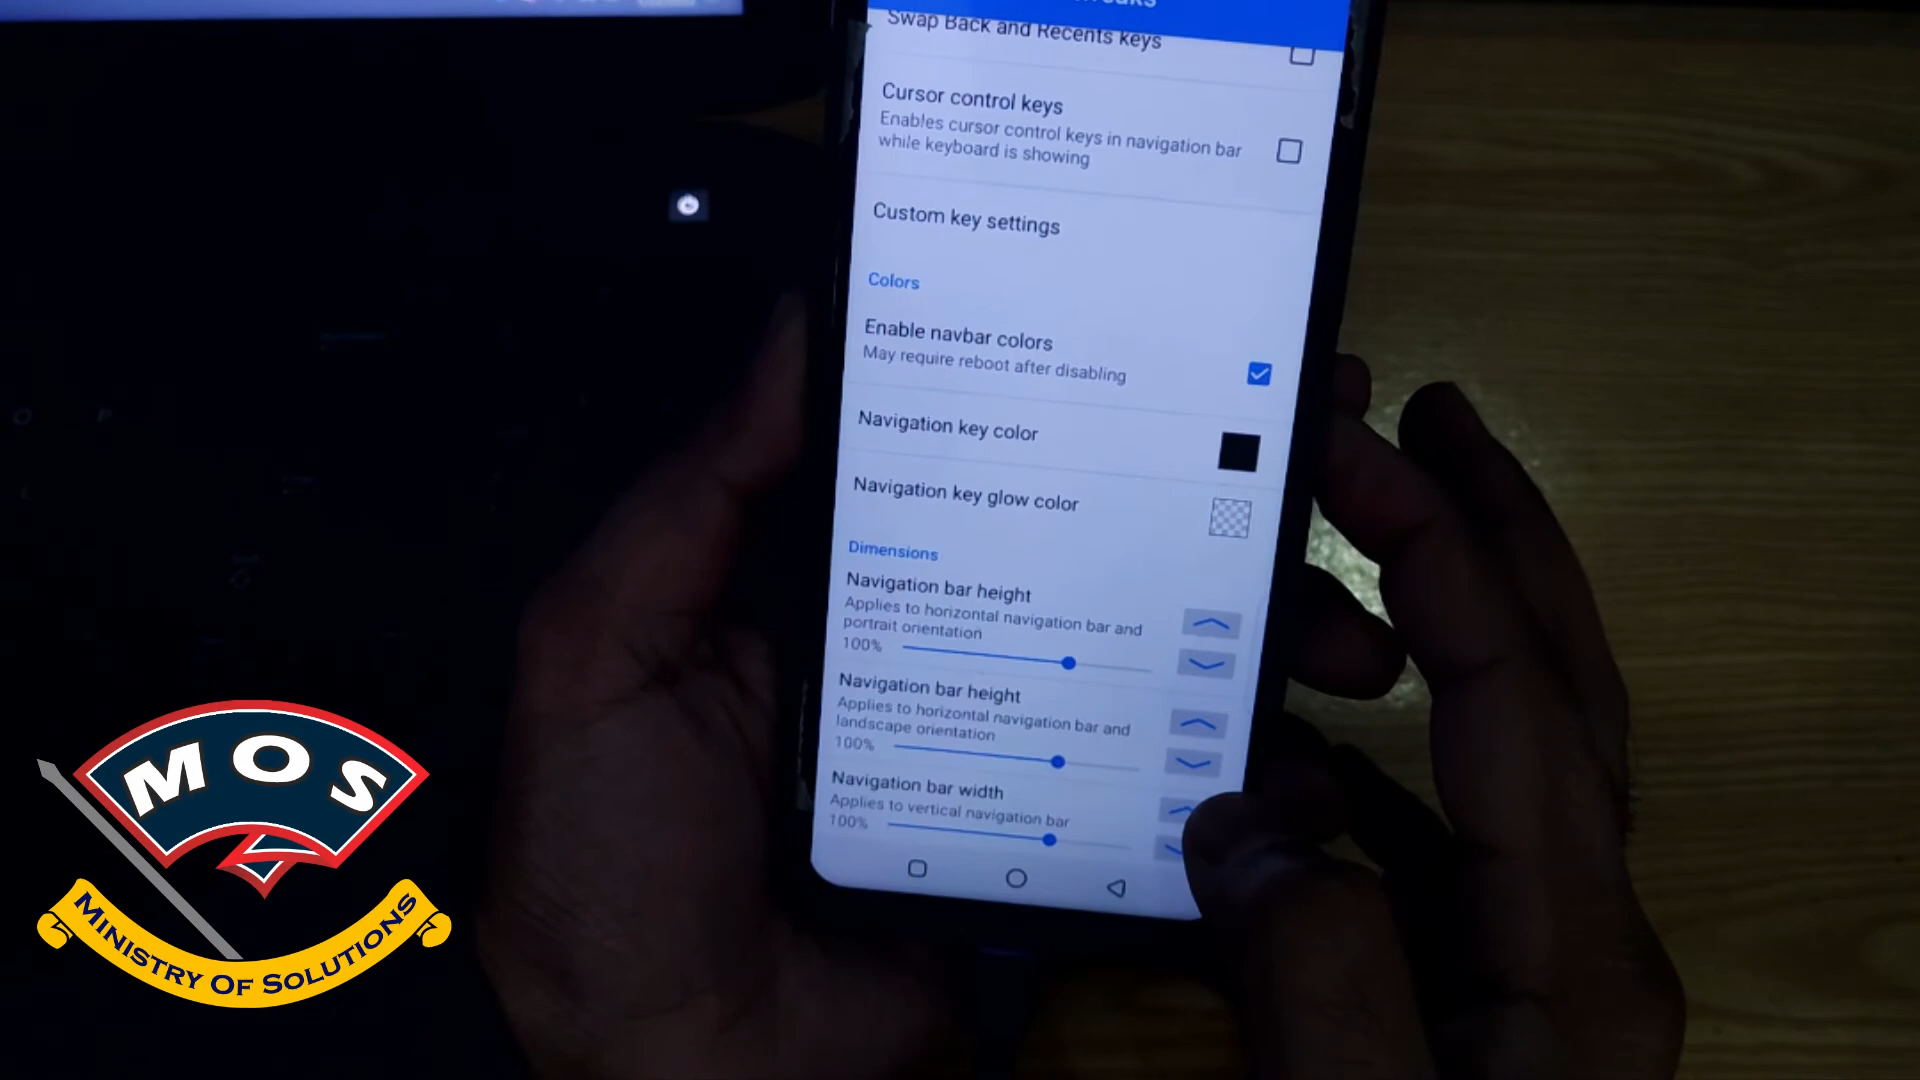 Swap Back and Recents keys
Cursor control keys
Enables cursor control keys in navigation bar
while keyboard is showing
Custom key settings
Colors
Enable navbar colors
May require reboot after disabling
Navigation key color
Navigation key glow color
Dimensions
Navigation bar height
Applies to horizontal navigation bar and
portrait orientation
100%
Navigation bar height
Applies to horizontal navigation bar and
landscape orientation
100%
Navigation bar width
Applies to vertical navigation bar
100%
O P
MOS
MINISTRY OF SOLUTIONS